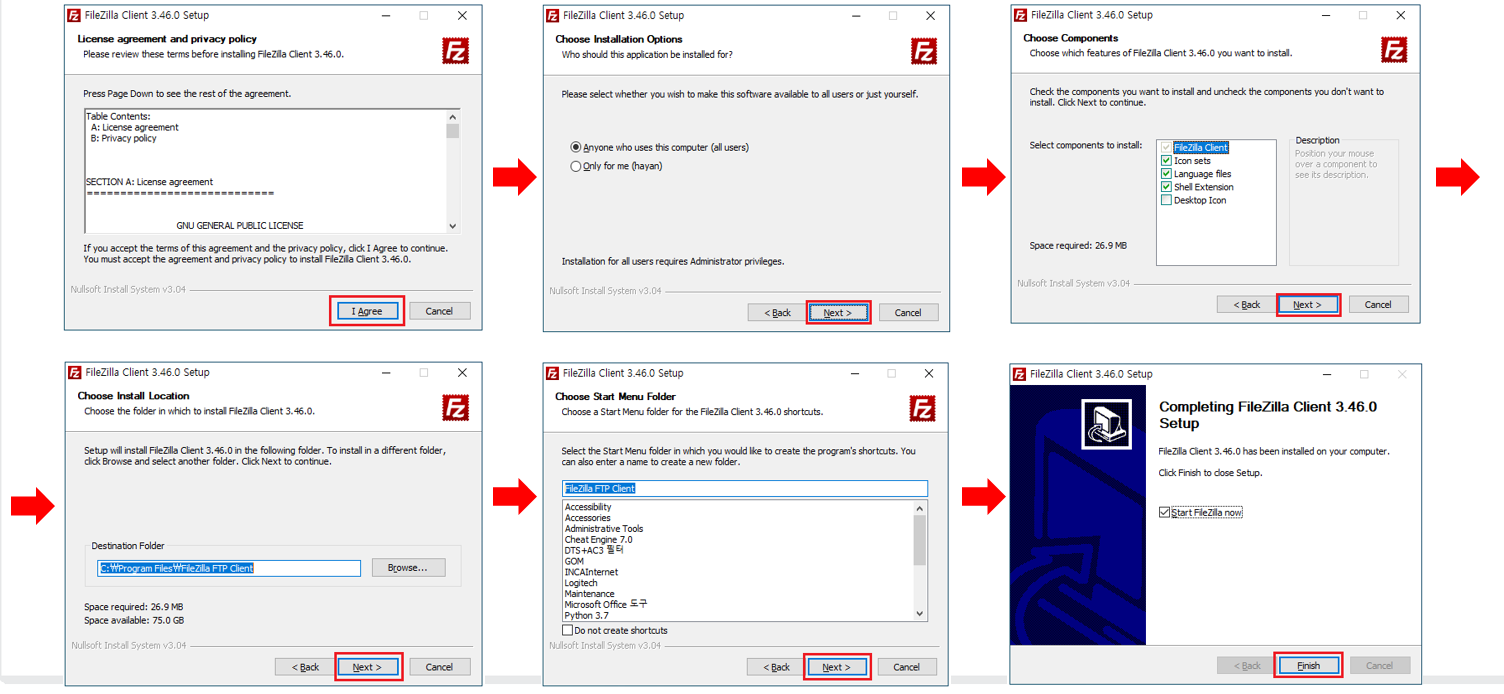 FileZilla Client 3.46.0 Setup
License agreement and privacy policy
Please review these terms before installing FileZilla Client 3.46.0.
Press Page Down to see the rest of the agreement.
Table Contents:
A: License agreement
B: Privacy policy
SECTION A: License agreement
============================
GNU GENERAL PUBLIC LICENSE
If you accept the terms of this agreement and the privacy policy, click I Agree to continue.
You must accept the agreement and privacy policy to install FileZilla Client 3.46.0.
Nullsoft Install System v3.04
I Agree
Cancel
FileZilla Client 3.46.0 Setup
Choose Installation Options
Who should this application be installed for?
Please select whether you wish to make this software available to all users or just yourself.
Anyone who uses this computer (all users)
Only for me (hayan)
Installation for all users requires Administrator privileges.
Nullsoft Install System v3.04
< Back
Next >
Cancel
FileZilla Client 3.46.0 Setup
Choose Components
Choose which features of FileZilla Client 3.46.0 you want to install.
Check the components you want to install and uncheck the components you don't want to
install. Click Next to continue.
Select components to install:
FileZilla Client
Icon sets
Language files
Shell Extension
Desktop Icon
Description
Position your mouse
over a component to
see its description.
Space required: 26.9 MB
Nullsoft Install System v3.04
< Back
Next >
Cancel
FileZilla Client 3.46.0 Setup
Choose Install Location
Choose the folder in which to install FileZilla Client 3.46.0.
Setup will install FileZilla Client 3.46.0 in the following folder. To install in a different folder,
click Browse and select another folder. Click Next to continue.
Destination Folder
C:₩Program Files₩FileZilla FTP Client
Browse...
Space required: 26.9 MB
Space available: 75.0 GB
Nullsoft Install System v3.04
< Back
Next >
Cancel
FileZilla Client 3.46.0 Setup
Choose Start Menu Folder
Choose a Start Menu folder for the FileZilla Client 3.46.0 shortcuts.
Select the Start Menu folder in which you would like to create the program's shortcuts. You
can also enter a name to create a new folder.
FileZilla FTP Client
Accessibility
Accessories
Administrative Tools
Cheat Engine 7.0
DTS+AC3 필터
GOM
INCAInternet
Logitech
Maintenance
Microsoft Office 도구
Python 3.7
Do not create shortcuts
Nullsoft Install System v3.04
< Back
Next >
Cancel
FileZilla Client 3.46.0 Setup
Completing FileZilla Client 3.46.0
Setup
FileZilla Client 3.46.0 has been installed on your computer.
Click Finish to close Setup.
Start FileZilla now
< Back
Finish
Cancel